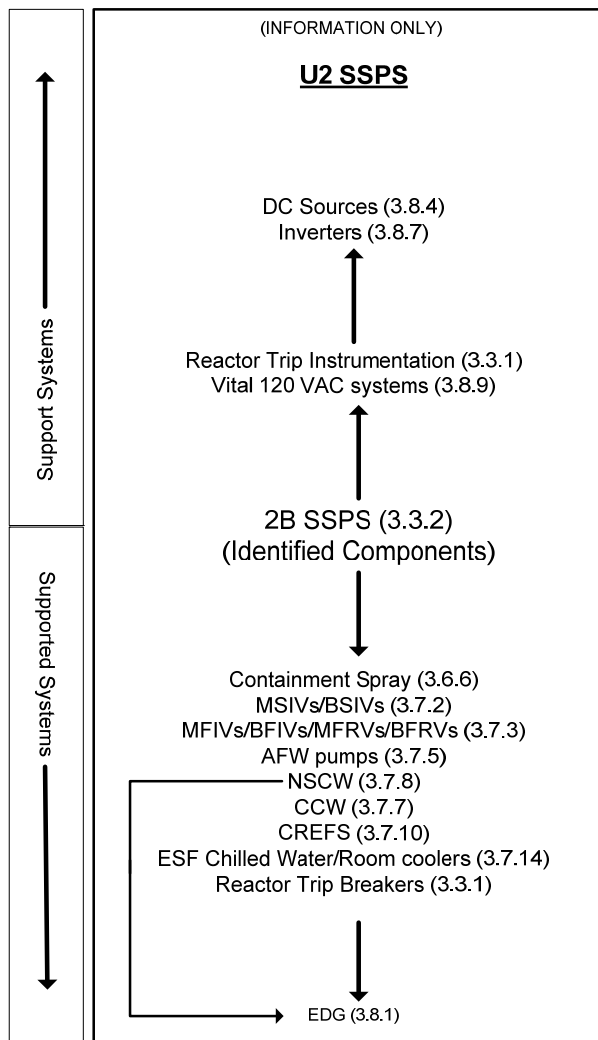 (INFORMATION ONLY)
U2 SSPS
Support Systems
DC Sources (3.8.4)
Inverters (3.8.7)
Reactor Trip Instrumentation (3.3.1)
Vital 120 VAC systems (3.8.9)
2B SSPS (3.3.2)
(Identified Components)
Supported Systems
Containment Spray (3.6.6)
MSIVs/BSIVs (3.7.2)
MFIVs/BFIVs/MFRVs/BFRVs (3.7.3)
AFW pumps (3.7.5)
NSCW (3.7.8)
CCW (3.7.7)
CREFS (3.7.10)
ESF Chilled Water/Room coolers (3.7.14)
Reactor Trip Breakers (3.3.1)
EDG (3.8.1)